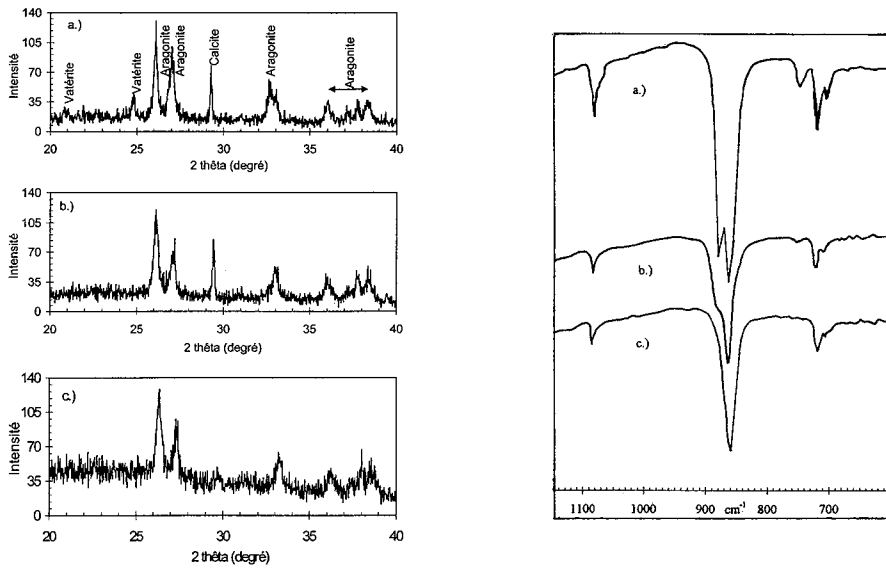 a.)
Vatérite
Vatérite
Aragonite
Aragonite
Calcite
Aragonite
Aragonite
Intensité
140
105
70
35
0
20 25 30 35 40
2 thêta (degré)
b.)
Intensité
140
105
70
35
0
20 25 30 35 40
2 thêta (degré)
c.)
Intensité
140
105
70
35
0
20 25 30 35 40
2 thêta (degré)
a.)
b.)
c.)
1100 1000 900 cm⁻¹ 800 700